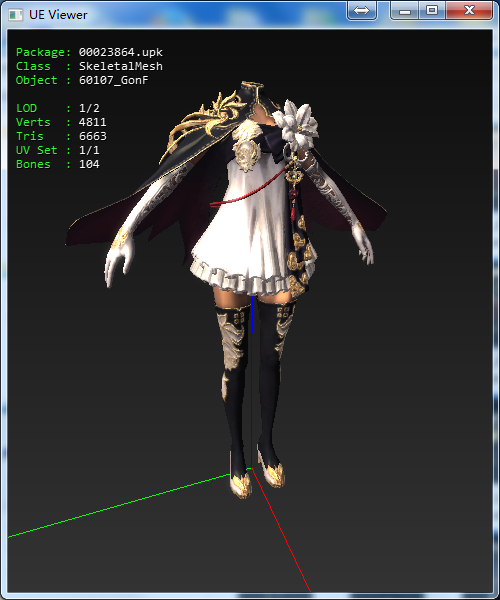 UE Viewer
Package: 00023864.upk
Class : SkeletalMesh
Object : 60107_GonF
LOD : 1/2
Verts : 4811
Tris : 6663
UV Set : 1/1
Bones : 104